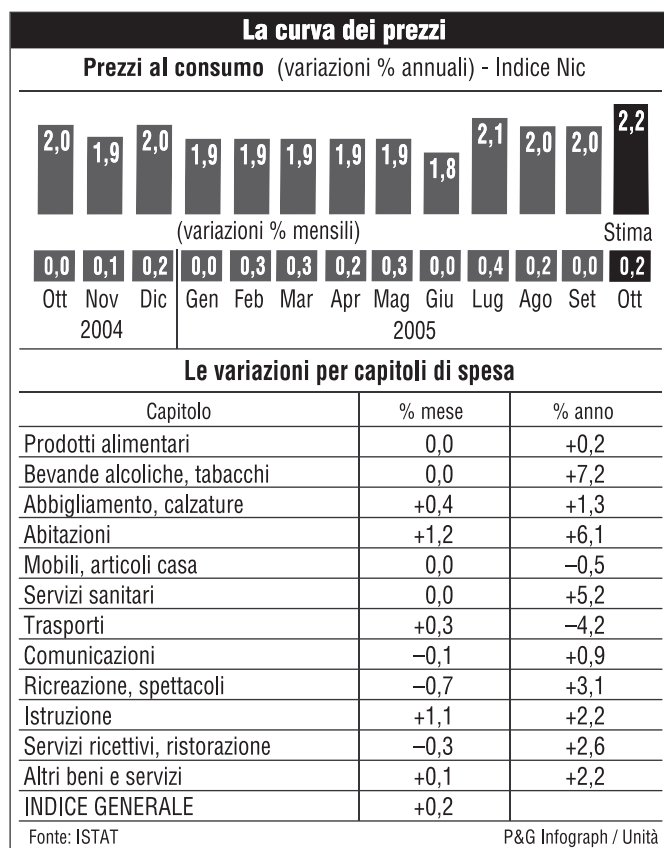 La curva dei prezzi
Prezzi al consumo (variazioni % annuali) - Indice Nic
2,0 1,9 2,0 1,9 1,9 1,9 1,9 1,9 1,8 2,1 2,0 2,0 2,2
(variazioni % mensili) Stima
0,0 0,1 0,2 0,0 0,3 0,3 0,2 0,3 0,0 0,4 0,2 0,0 0,2
Ott Nov Dic Gen Feb Mar Apr Mag Giu Lug Ago Set Ott
2004 2005
Le variazioni per capitoli di spesa
Capitolo % mese % anno
Prodotti alimentari 0,0 +0,2
Bevande alcoliche, tabacchi 0,0 +7,2
Abbigliamento, calzature +0,4 +1,3
Abitazioni +1,2 +6,1
Mobili, articoli casa 0,0 –0,5
Servizi sanitari 0,0 +5,2
Trasporti +0,3 –4,2
Comunicazioni –0,1 +0,9
Ricreazione, spettacoli –0,7 +3,1
Istruzione +1,1 +2,2
Servizi ricettivi, ristorazione –0,3 +2,6
Altri beni e servizi +0,1 +2,2
INDICE GENERALE +0,2
Fonte: ISTAT P&G Infograph / Unità